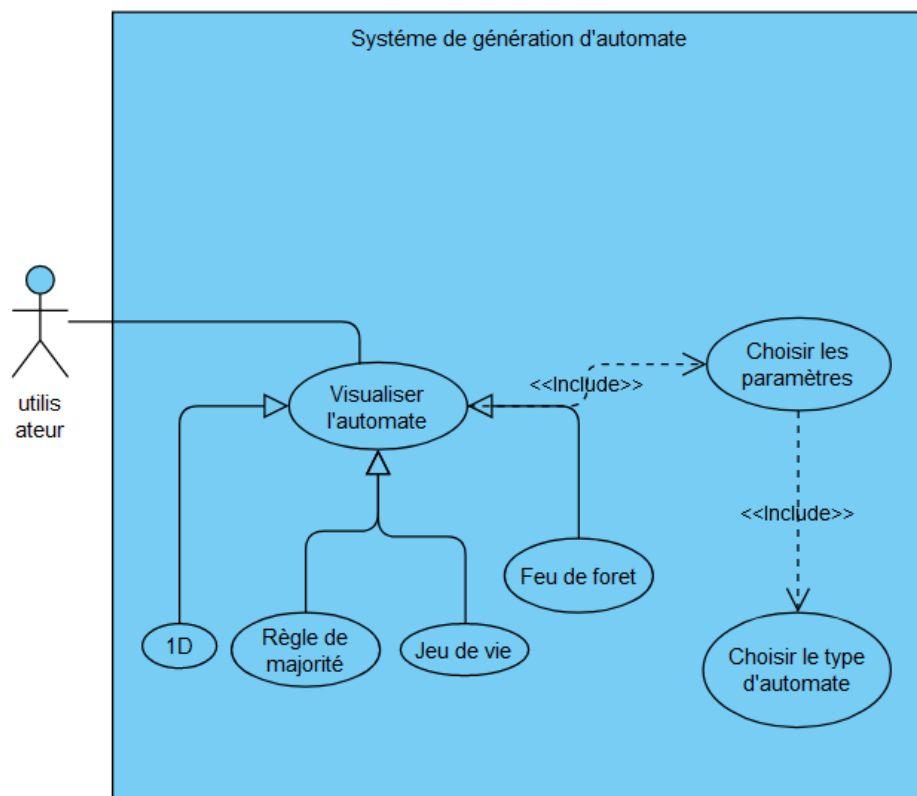 Systéme de génération d'automate
utilis
ateur
Visualiser
l'automate
<<Include>>
Choisir les
paramètres
<<Include>>
Feu de foret
1D
Règle de
majorité
Jeu de vie
Choisir le type
d'automate